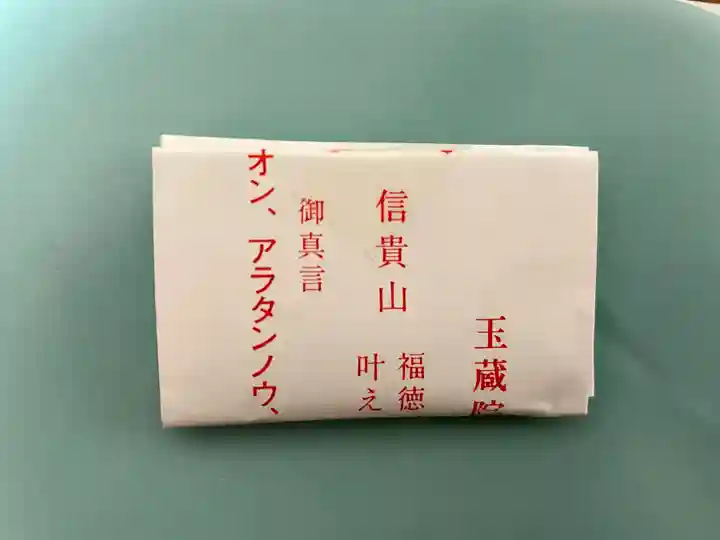 玉蔵院
信貴山
福徳
叶え
御真言
オン、アラタンノウ、